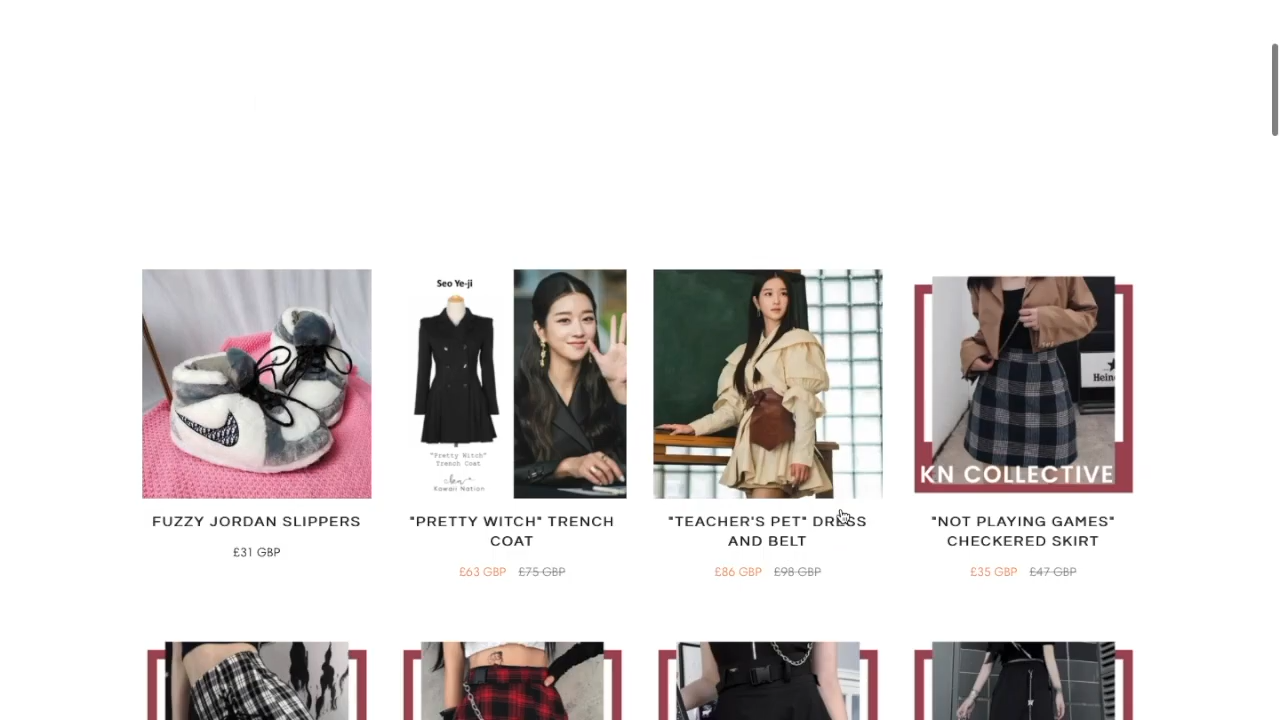 Seo Ye-ji
"Pretty Witch"
Trench Coat
Kawaii Nation
Heine
KN COLLECTIVE
FUZZY JORDAN SLIPPERS
£31 GBP
"PRETTY WITCH" TRENCH
COAT
£63 GBP £75 GBP
"TEACHER'S PET" DRESS
AND BELT
£86 GBP £98 GBP
"NOT PLAYING GAMES"
CHECKERED SKIRT
£35 GBP £47 GBP